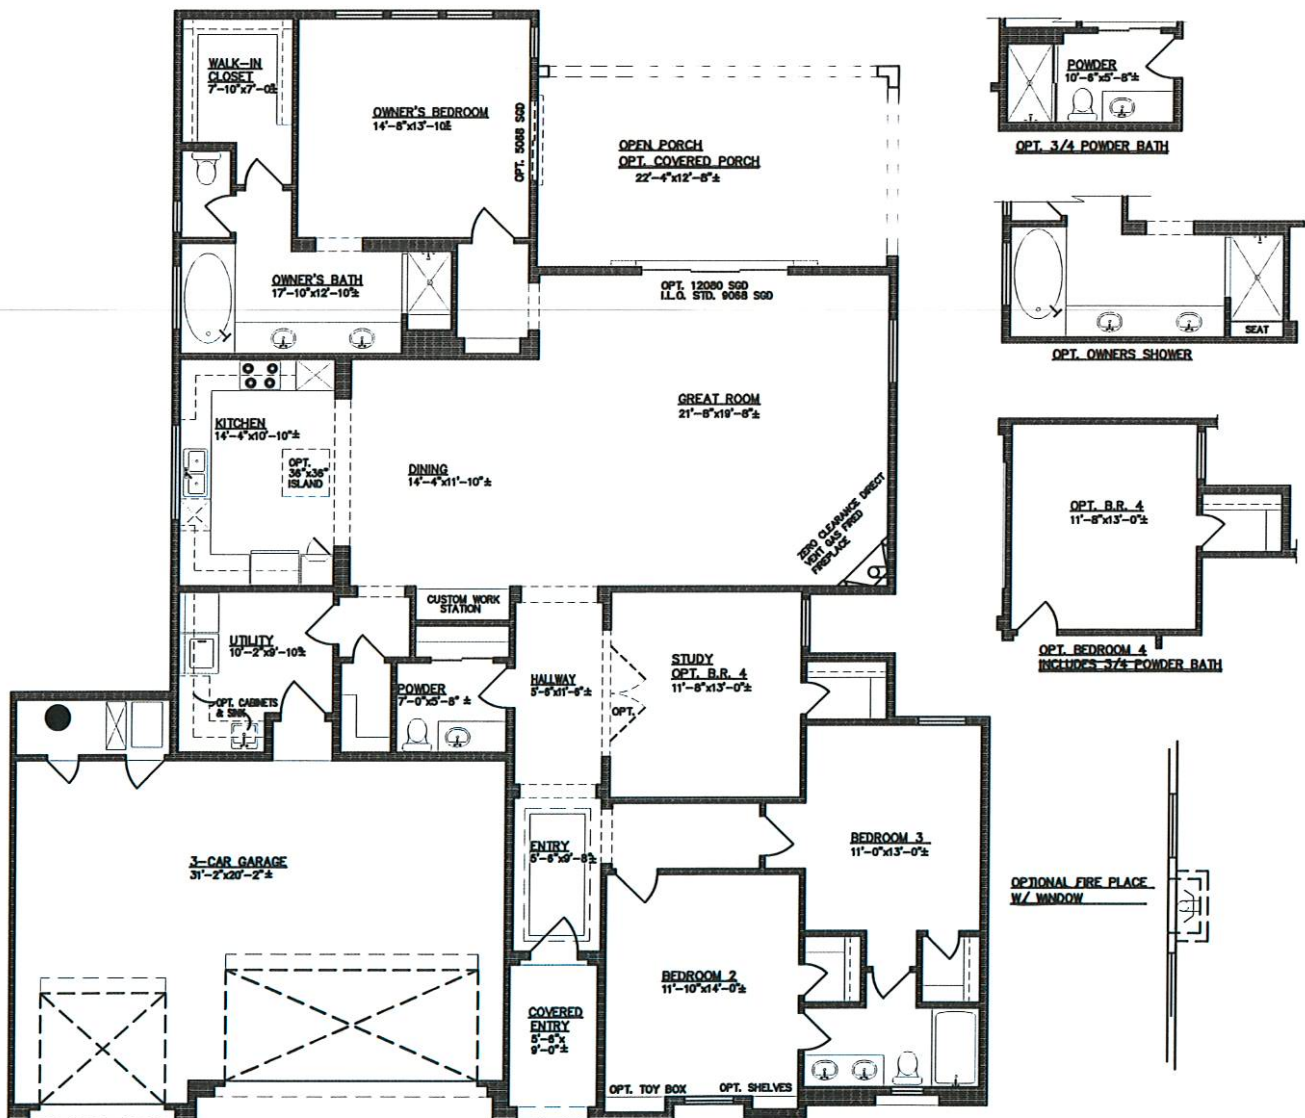 WALK-IN
CLOSET
7'-10"x7'-0"±
OWNER'S BEDROOM
14'-8"x13'-10"±
OPT. 5068 SGD
OPEN PORCH
OPT. COVERED PORCH
22'-4"x12'-8"±
POWDER
10'-6"x5'-8"±
OPT. 3/4 POWDER BATH
OWNER'S BATH
17'-10"x12'-10"±
OPT. 12080 SGD
I.L.O. STD. 9068 SGD
SEAT
OPT. OWNERS SHOWER
KITCHEN
14'-4"x10'-10"±
OPT.
36"x36"
ISLAND
DINING
14'-4"x11'-10"±
GREAT ROOM
21'-8"x19'-8"±
ZERO CLEARANCE DIRECT
VENT GAS FIRED
FIREPLACE
OPT. B.R. 4
11'-8"x13'-0"±
OPT. BEDROOM 4
INCLUDES 3/4 POWDER BATH
CUSTOM WORK
STATION
UTILITY
10'-2"x9'-10"±
OPT. CABINETS
& SINK
POWDER
7'-0"x5'-8"±
HALLWAY
5'-6"x11'-6"±
OPT.
STUDY
OPT. B.R. 4
11'-8"x13'-0"±
3-CAR GARAGE
31'-2"x20'-2"±
ENTRY
5'-6"x9'-8"±
BEDROOM 3
11'-0"x13'-0"±
OPTIONAL FIRE PLACE
W/ WINDOW
BEDROOM 2
11'-10"x14'-0"±
COVERED
ENTRY
5'-6"x
9'-0"±
OPT. TOY BOX
OPT. SHELVES